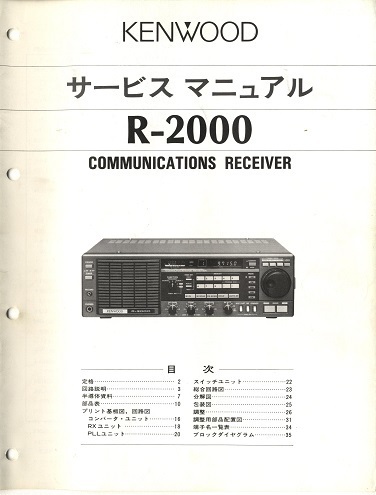 KENWOOD
サービス マニュアル
R-2000
COMMUNICATIONS RECEIVER
KENWOOD
目 次
定格 2
回路説明 3
半導体資料 7
部品表 10
プリント基板図，回路図
コンバータ・ユニット 16
RXユニット 18
PLLユニット 20
スイッチユニット 22
総合回路図 23
分解図 24
包装図 25
調整 26
調整用部品配置図 31
端子名一覧表 34
ブロックダイヤグラム 35